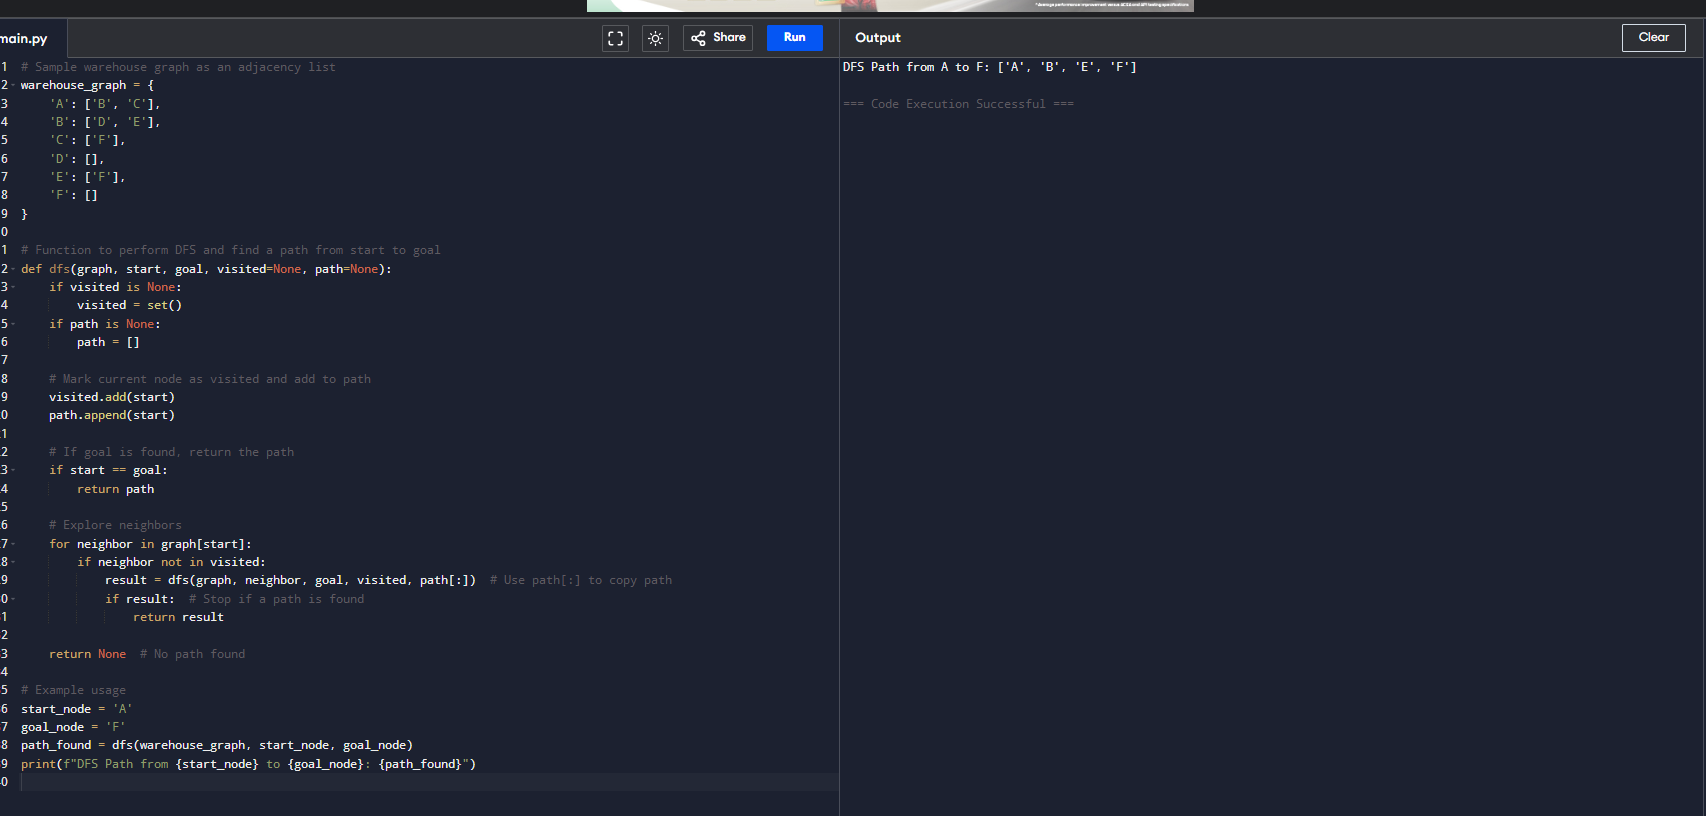 *Average performance improvement versus
main.py
Share
Run
Output
Clear
1 # Sample warehouse graph as an adjacency list
2 warehouse_graph = {
3     'A': ['B', 'C'],
4     'B': ['D', 'E'],
5     'C': ['F'],
6     'D': [],
7     'E': ['F'],
8     'F': []
9 }
0
1 # Function to perform DFS and find a path from start to goal
2 def dfs(graph, start, goal, visited=None, path=None):
3     if visited is None:
4         visited = set()
5     if path is None:
6         path = []
7
8     # Mark current node as visited and add to path
9     visited.add(start)
0     path.append(start)
1
2     # If goal is found, return the path
3     if start == goal:
4         return path
5
6     # Explore neighbors
7     for neighbor in graph[start]:
8         if neighbor not in visited:
9             result = dfs(graph, neighbor, goal, visited, path[:])  # Use path[:] to copy path
0             if result:  # Stop if a path is found
1                 return result
2
3     return None  # No path found
4
5 # Example usage
6 start_node = 'A'
7 goal_node = 'F'
8 path_found = dfs(warehouse_graph, start_node, goal_node)
9 print(f"DFS Path from {start_node} to {goal_node}: {path_found}")
0
DFS Path from A to F: ['A', 'B', 'E', 'F']
=== Code Execution Successful ===